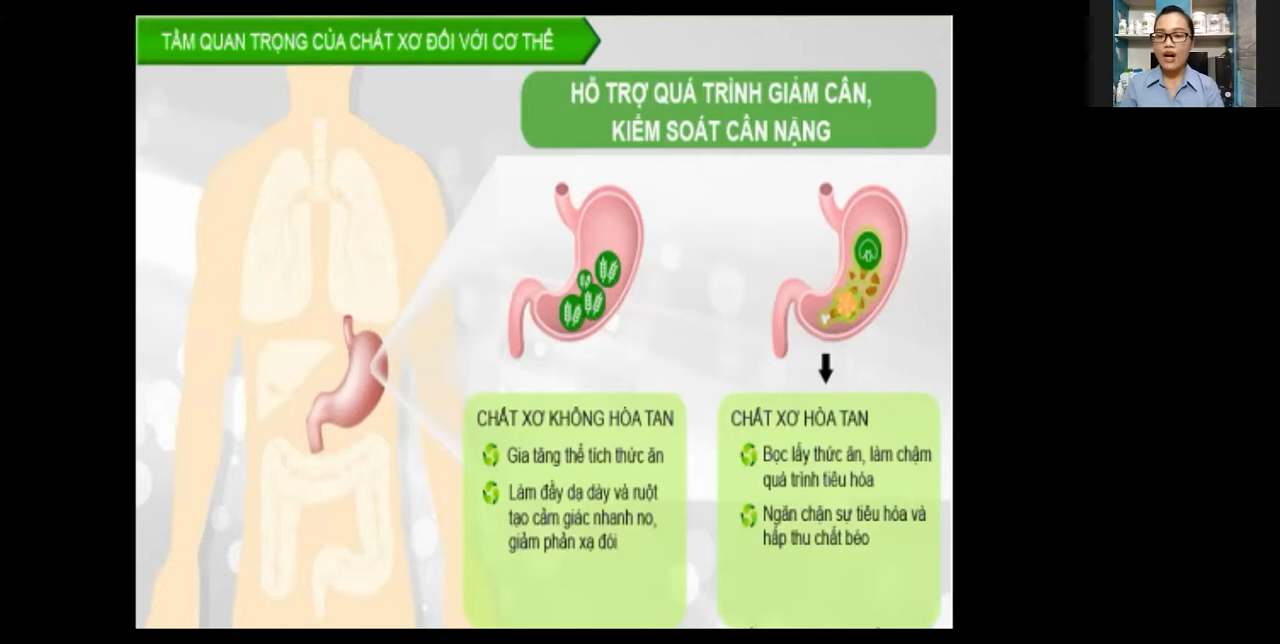 TẦM QUAN TRỌNG CỦA CHẤT XƠ ĐỐI VỚI CƠ THỂ
HỖ TRỢ QUÁ TRÌNH GIẢM CÂN,
KIỂM SOÁT CÂN NẶNG
CHẤT XƠ KHÔNG HÒA TAN
Gia tăng thể tích thức ăn
Làm đầy dạ dày và ruột
tạo cảm giác nhanh no,
giảm phản xạ đói
CHẤT XƠ HÒA TAN
Bọc lấy thức ăn, làm chậm
quá trình tiêu hóa
Ngăn chặn sự tiêu hóa và
hấp thu chất béo